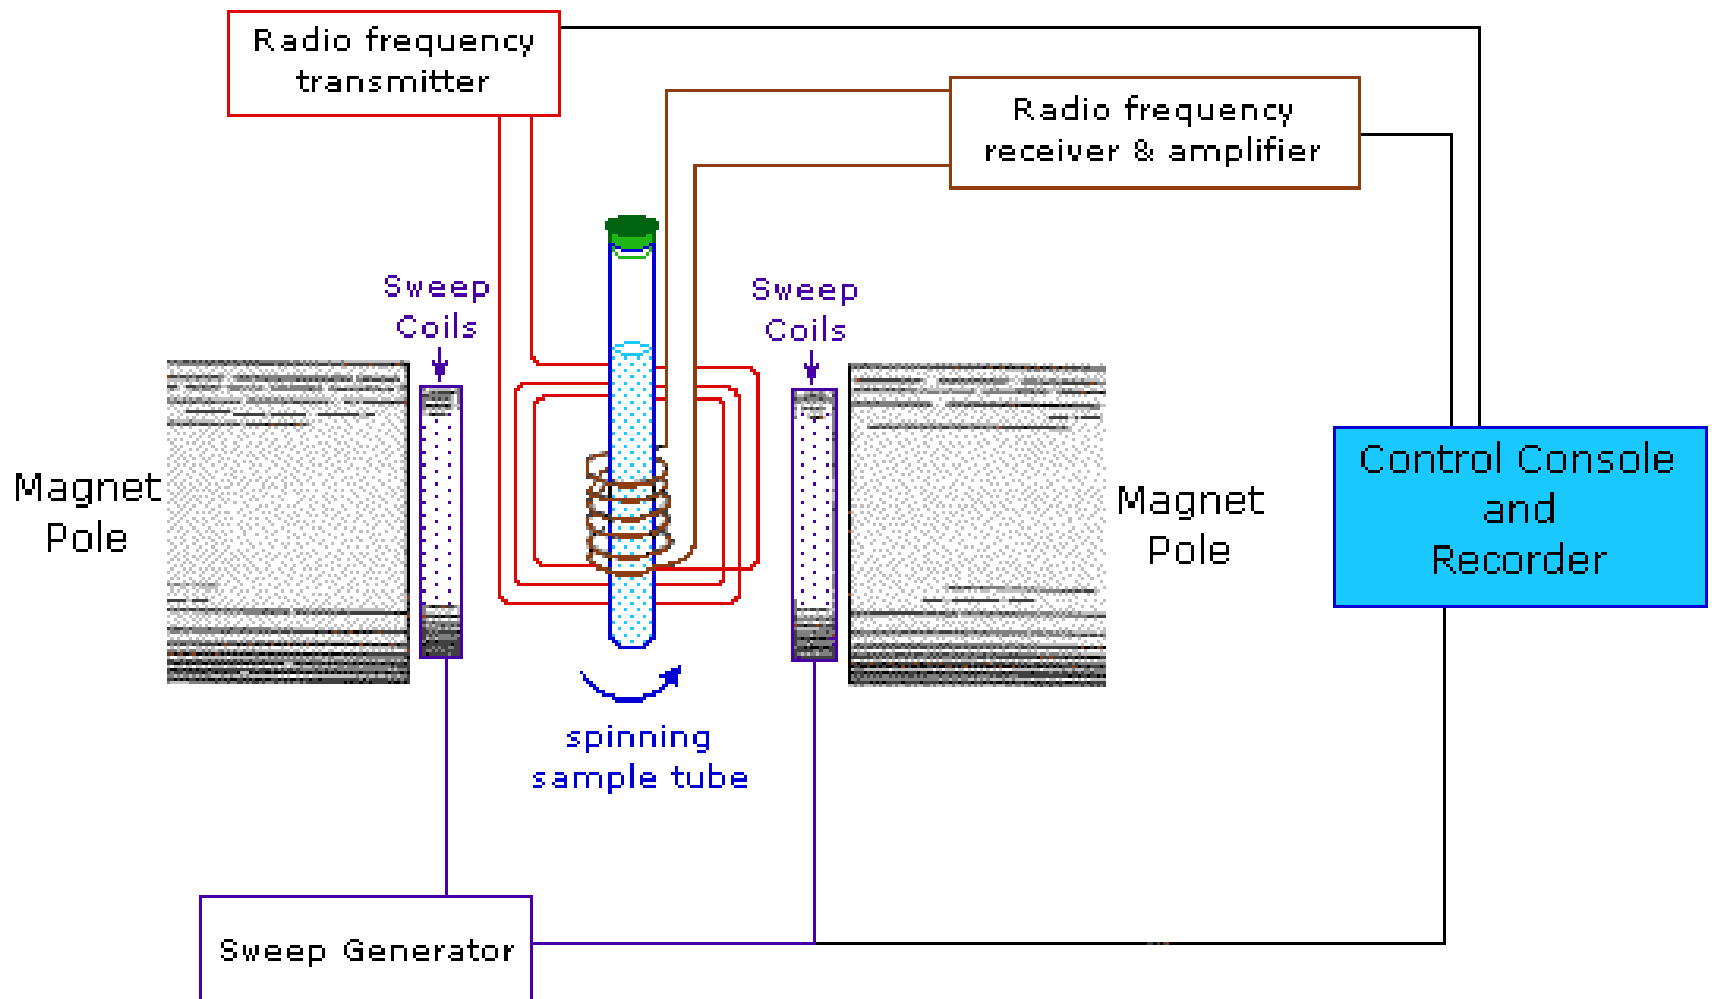 Radio frequency
transmitter
Radio frequency
receiver & amplifier
Sweep
Coils
Sweep
Coils
Magnet
Pole
Magnet
Pole
Control Console
and
Recorder
spinning
sample tube
Sweep Generator